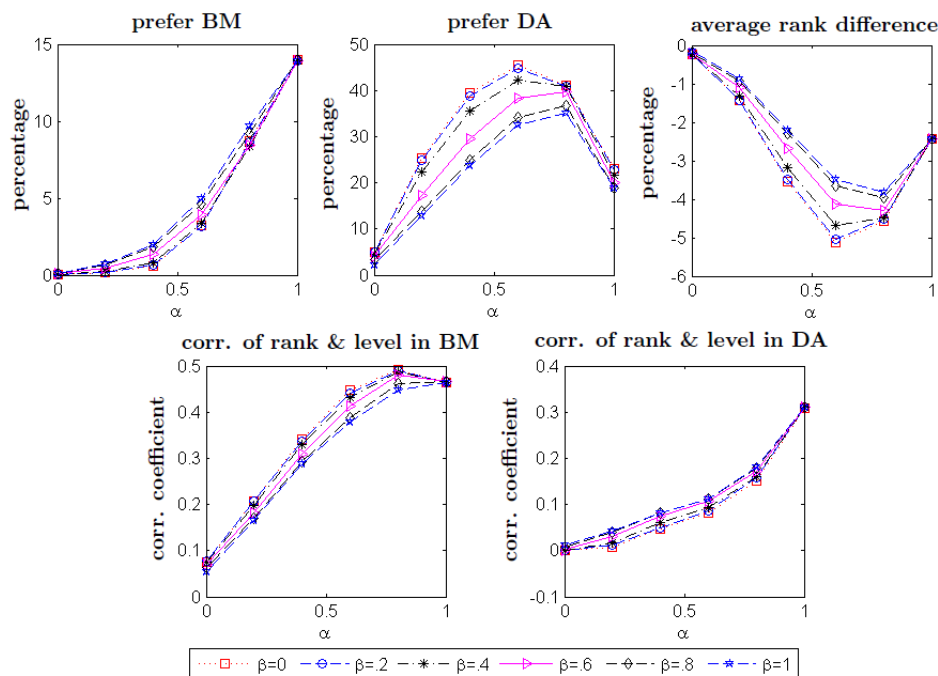 prefer BM
prefer DA
average rank difference
percentage
15
10
5
0
0
0.5
1
α
percentage
50
40
30
20
10
0
0
0.5
1
α
percentage
0
-1
-2
-3
-4
-5
-6
0
0.5
1
α
corr. of rank & level in BM
corr. of rank & level in DA
corr. coefficient
0.5
0.4
0.3
0.2
0.1
0
0
0.5
1
α
corr. coefficient
0.4
0.3
0.2
0.1
0
-0.1
0
0.5
1
α
β=0 β=.2 β=.4 β=.6 β=.8 β=1